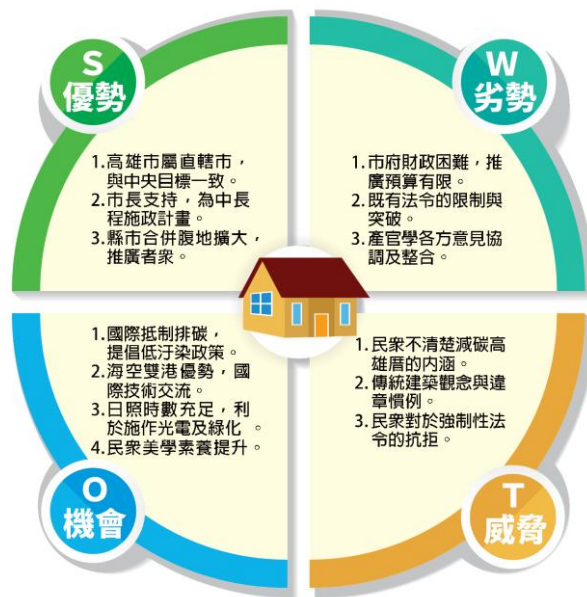 S
優勢
1.高雄市屬直轄市，
與中央目標一致。
2.市長支持，為中長
程施政計畫。
3.縣市合併腹地擴大，
推廣者眾。
W
劣勢
1.市府財政困難，推
廣預算有限。
2.既有法令的限制與
突破。
3.產官學各方意見協
調及整合。
1.國際抵制排碳，
提倡低汙染政策。
2.海空雙港優勢，國
際技術交流。
3.日照時數充足，利
於施作光電及綠化。
4.民眾美學素養提升。
O
機會
1.民眾不清楚減碳高
雄厝的內涵。
2.傳統建築觀念與違
章慣例。
3.民眾對於強制性法
令的抗拒。
T
威脅